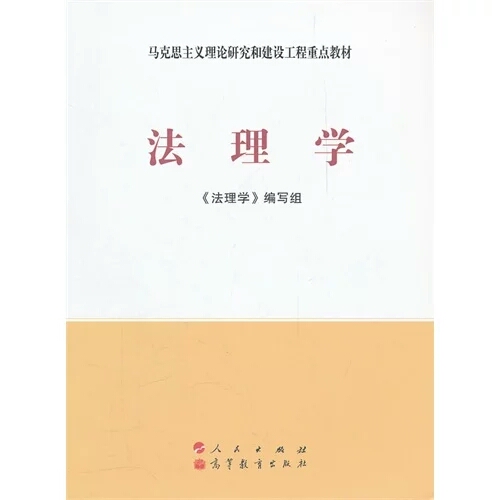 马克思主义理论研究和建设工程重点教材
法理学
《法理学》编写组
人民出版社
高等教育出版社